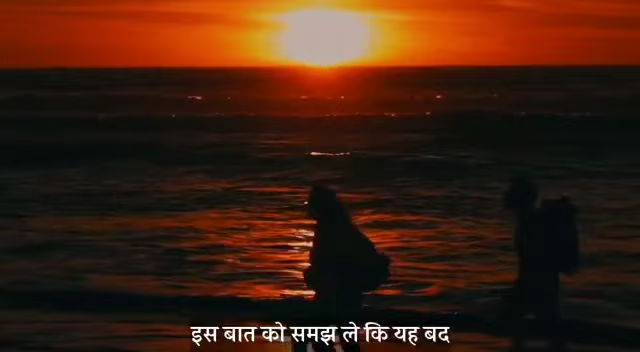 इस बात को समझ ले कि यह बद